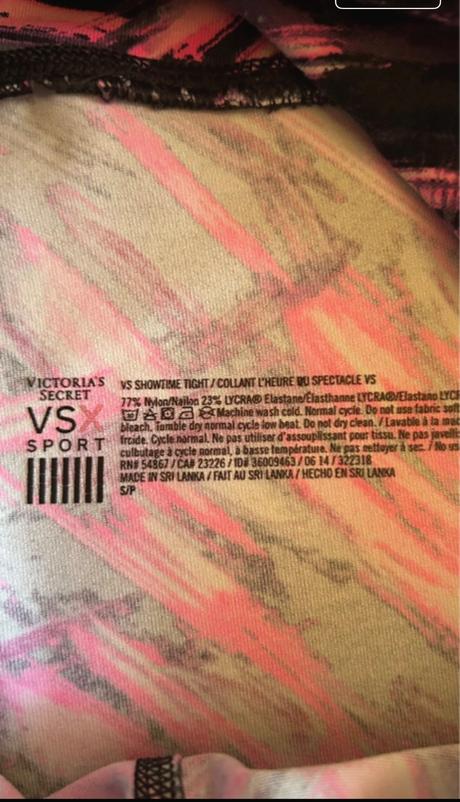 VICTORIA'S
SECRET
VSX
SPORT
VS SHOWTIME TIGHT / COLLANT L'HEURE DU SPECTACLE VS
77% Nylon/Nailon 23% LYCRA® Elastane/Élasthanne LYCRA®/Elastano LYCR
Machine wash cold. Normal cycle. Do not use fabric soft
bleach. Tumble dry normal cycle low heat. Do not dry clean. / Lavable à la mac
froide. Cycle normal. Ne pas utiliser d'assouplissant pour tissu. Ne pas javelli
culbutage à cycle normal, à basse température. Ne pas nettoyer à sec. / No us
RN# 54867 / CA# 23226 / ID# 36009463 / 06 14 / 322318
MADE IN SRI LANKA / FAIT AU SRI LANKA / HECHO EN SRI LANKA
S/P